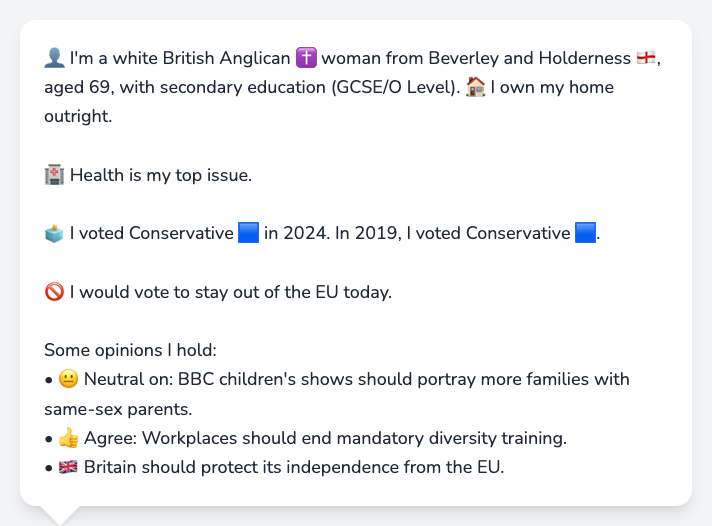 👤 I'm a white British Anglican ✝️ woman from Beverley and Holderness 🏴󠁧󠁢󠁥󠁮󠁧󠁿,
aged 69, with secondary education (GCSE/O Level). 🏠 I own my home
outright.
🏥 Health is my top issue.
🗳️ I voted Conservative 🟦 in 2024. In 2019, I voted Conservative 🟦.
🚫 I would vote to stay out of the EU today.
Some opinions I hold:
• 😐 Neutral on: BBC children's shows should portray more families with
same-sex parents.
• 👍 Agree: Workplaces should end mandatory diversity training.
• 🇬🇧 Britain should protect its independence from the EU.